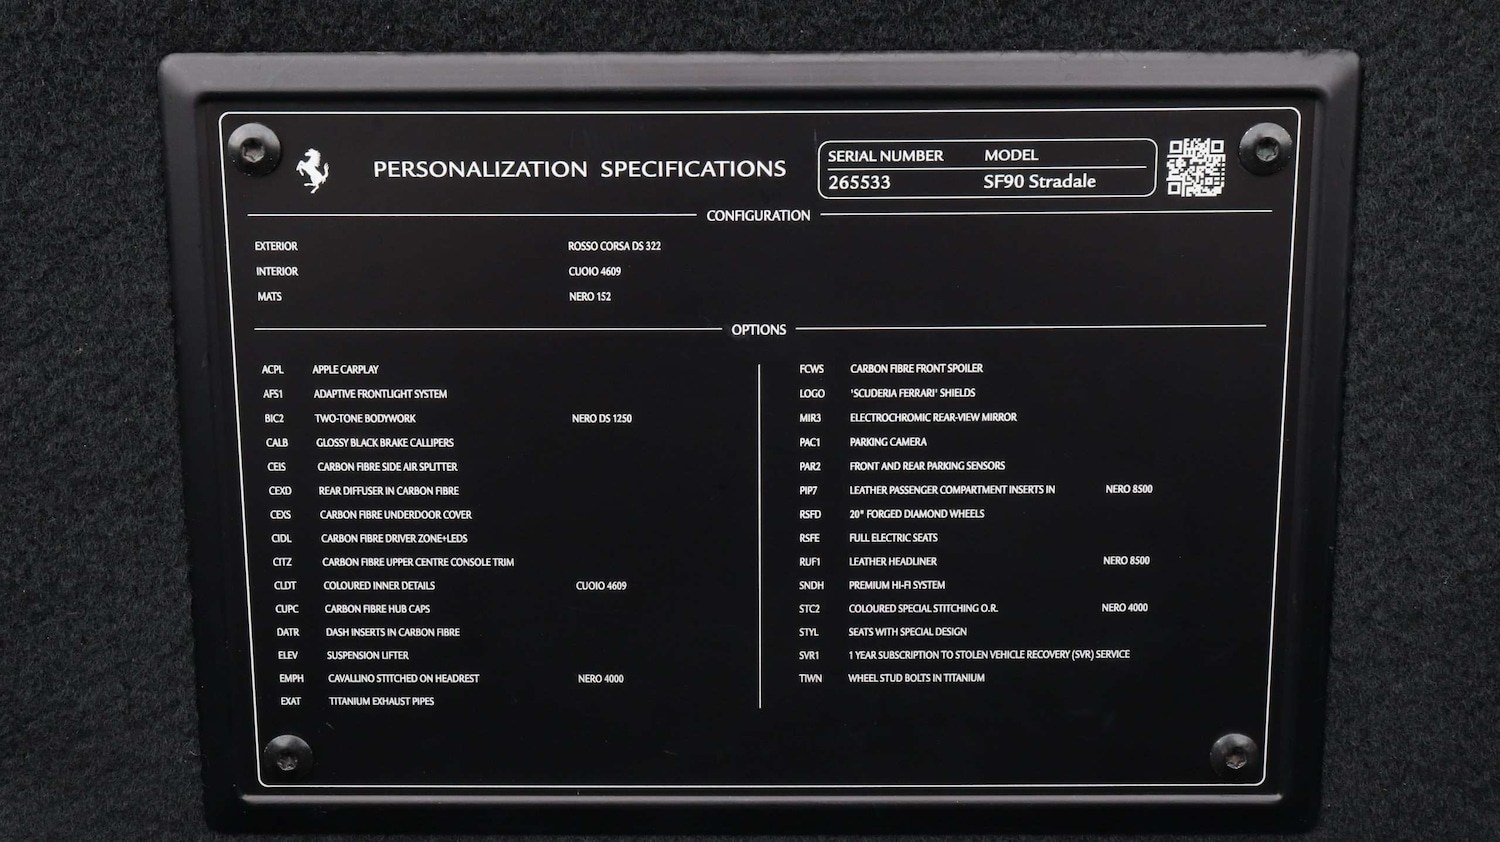 PERSONALIZATION SPECIFICATIONS
SERIAL NUMBER MODEL
265533 SF90 Stradale
CONFIGURATION
EXTERIOR ROSSO CORSA DS 322
INTERIOR CUOIO 4609
MATS NERO 152
OPTIONS
ACPL APPLE CARPLAY
AFS1 ADAPTIVE FRONTLIGHT SYSTEM
BIC2 TWO-TONE BODYWORK NERO DS 1250
CALB GLOSSY BLACK BRAKE CALLIPERS
CEIS CARBON FIBRE SIDE AIR SPLITTER
CEXD REAR DIFFUSER IN CARBON FIBRE
CEXS CARBON FIBRE UNDERDOOR COVER
CIDL CARBON FIBRE DRIVER ZONE+LEDS
CITZ CARBON FIBRE UPPER CENTRE CONSOLE TRIM
CLDT COLOURED INNER DETAILS CUOIO 4609
CUPC CARBON FIBRE HUB CAPS
DATR DASH INSERTS IN CARBON FIBRE
ELEV SUSPENSION LIFTER
EMPH CAVALLINO STITCHED ON HEADREST NERO 4000
EXAT TITANIUM EXHAUST PIPES
FCWS CARBON FIBRE FRONT SPOILER
LOGO 'SCUDERIA FERRARI' SHIELDS
MIR3 ELECTROCHROMIC REAR-VIEW MIRROR
PAC1 PARKING CAMERA
PAR2 FRONT AND REAR PARKING SENSORS
PIP7 LEATHER PASSENGER COMPARTMENT INSERTS IN NERO 8500
RSFD 20" FORGED DIAMOND WHEELS
RSFE FULL ELECTRIC SEATS
RUF1 LEATHER HEADLINER NERO 8500
SNDH PREMIUM HI-FI SYSTEM
STC2 COLOURED SPECIAL STITCHING O.R. NERO 4000
STYL SEATS WITH SPECIAL DESIGN
SVR1 1 YEAR SUBSCRIPTION TO STOLEN VEHICLE RECOVERY (SVR) SERVICE
TIWN WHEEL STUD BOLTS IN TITANIUM